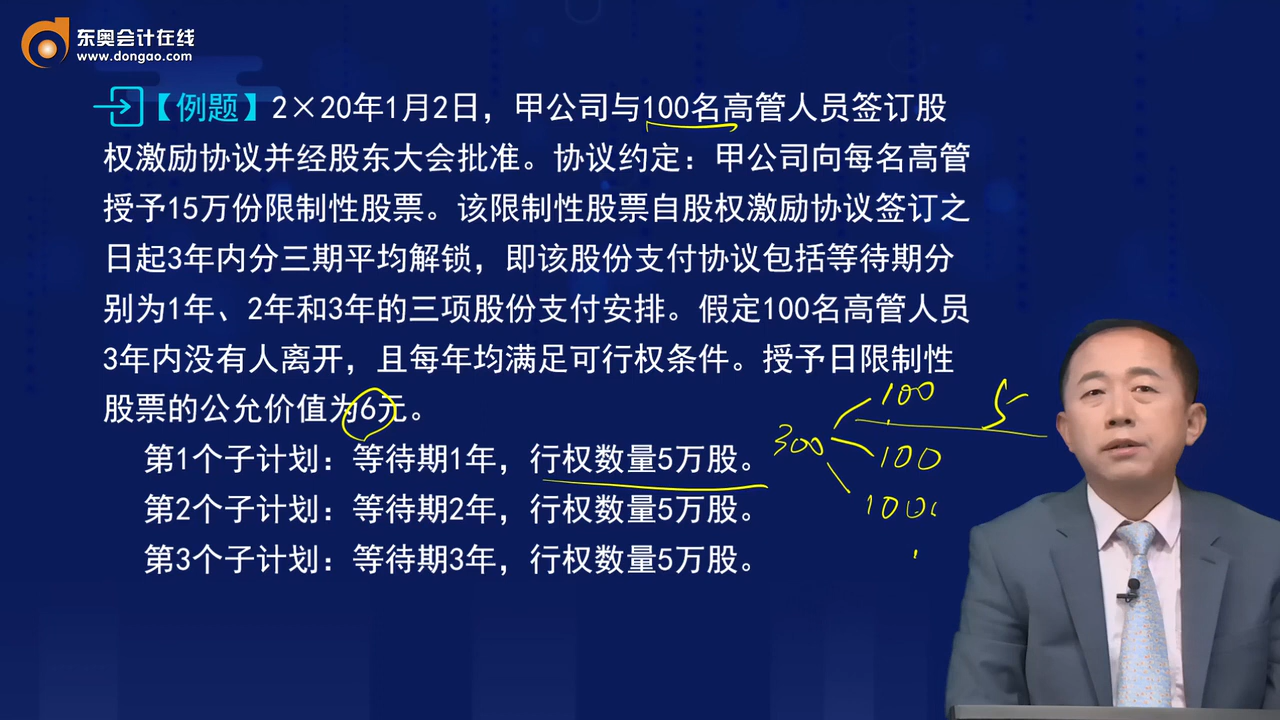 东奥会计在线
www.dongao.com
【例题】2×20年1月2日，甲公司与100名高管人员签订股
权激励协议并经股东大会批准。协议约定：甲公司向每名高管
授予15万份限制性股票。该限制性股票自股权激励协议签订之
日起3年内分三期平均解锁，即该股份支付协议包括等待期分
别为1年、2年和3年的三项股份支付安排。假定100名高管人员
3年内没有人离开，且每年均满足可行权条件。授予日限制性
股票的公允价值为6元。
100
5
300
100
第1个子计划：等待期1年，行权数量5万股。
第2个子计划：等待期2年，行权数量5万股。
第3个子计划：等待期3年，行权数量5万股。